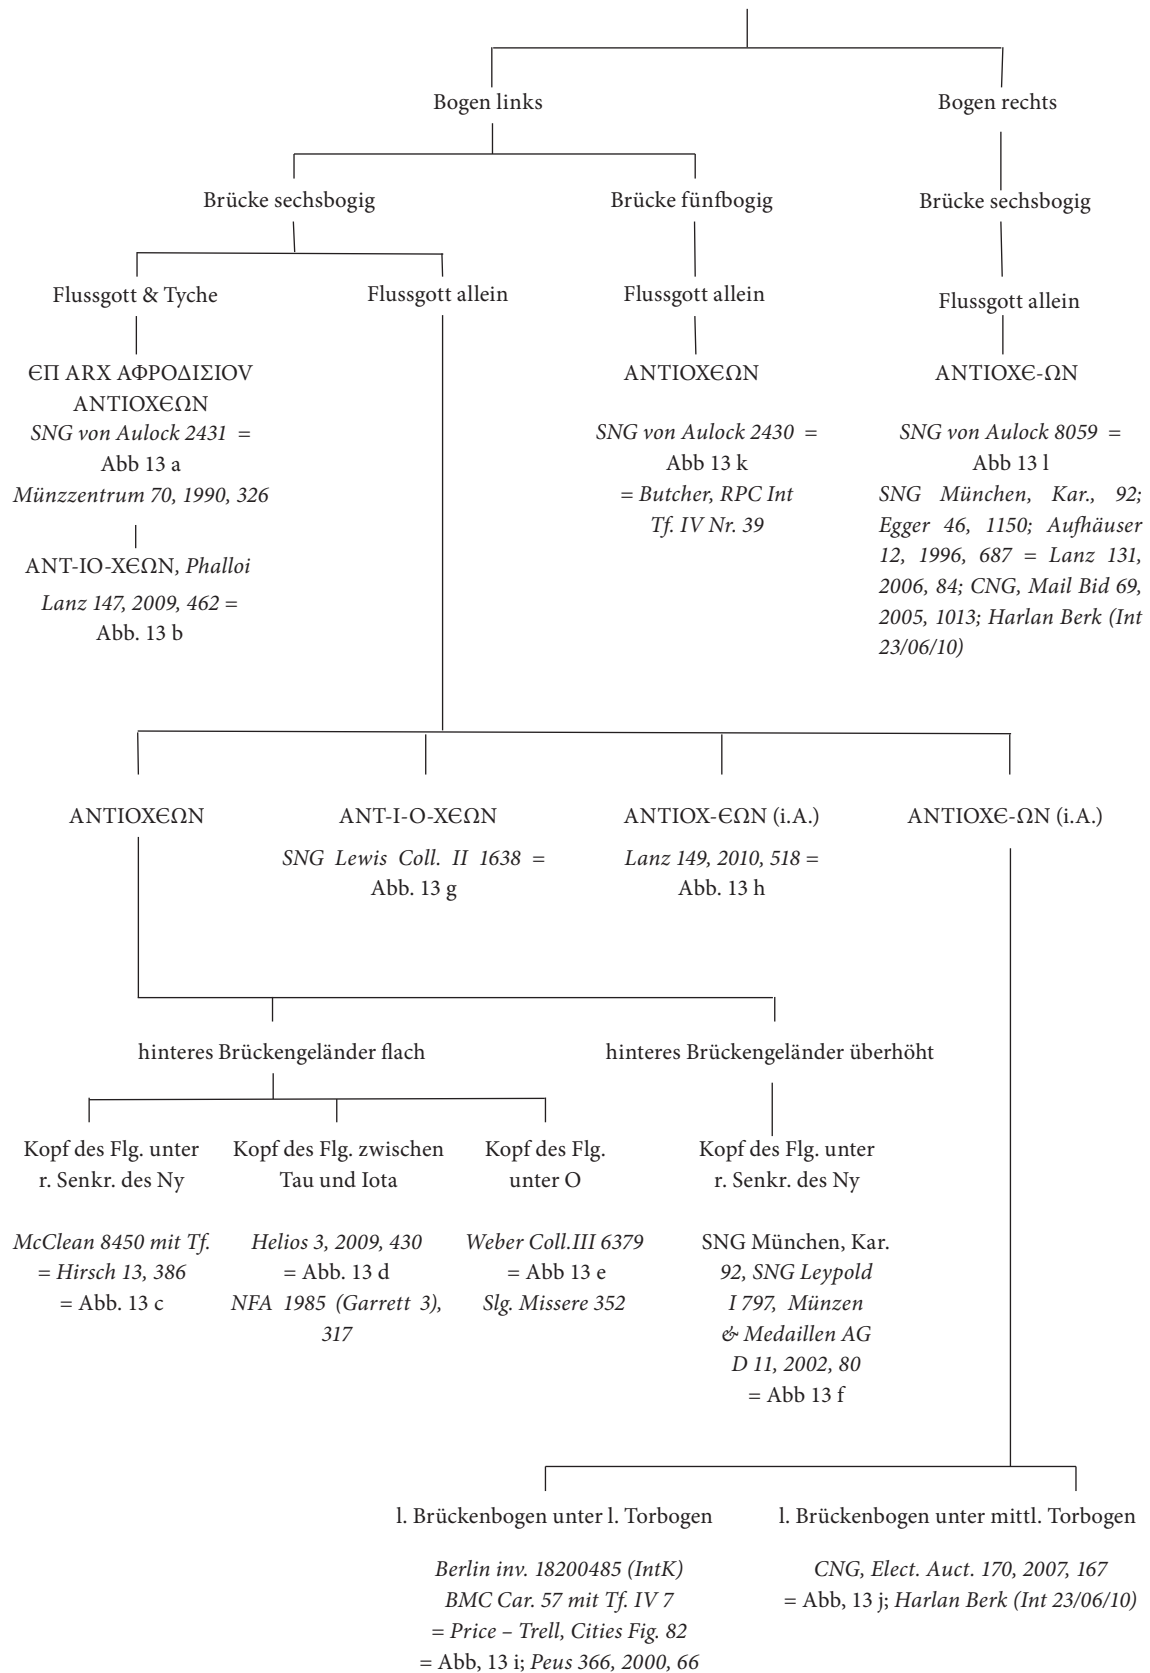 Bogen links
Bogen rechts
Brücke sechsbogig
Brücke fünfbogig
Brücke sechsbogig
Flussgott & Tyche
Flussgott allein
Flussgott allein
Flussgott allein
ЄΠ ARX ΑΦΡΟΔΙΣΙΟV
ΑΝΤΙΟΧЄΩΝ
SNG von Aulock 2431 =
Abb 13 a
Münzzentrum 70, 1990, 326
ΑΝΤ-ΙΟ-ΧЄΩΝ, Phalloi
Lanz 147, 2009, 462 =
Abb. 13 b
ΑΝΤΙΟΧЄΩΝ
SNG von Aulock 2430 =
Abb 13 k
= Butcher, RPC Int
Tf. IV Nr. 39
ΑΝΤΙΟΧЄ-ΩΝ
SNG von Aulock 8059 =
Abb 13 l
SNG München, Kar., 92;
Egger 46, 1150; Aufhäuser
12, 1996, 687 = Lanz 131,
2006, 84; CNG, Mail Bid 69,
2005, 1013; Harlan Berk (Int
23/06/10)
ΑΝΤΙΟΧЄΩΝ
ΑΝΤ-Ι-Ο-ΧЄΩΝ
SNG Lewis Coll. II 1638 =
Abb. 13 g
ΑΝΤΙΟΧ-ЄΩΝ (i.A.)
Lanz 149, 2010, 518 =
Abb. 13 h
ΑΝΤΙΟΧЄ-ΩΝ (i.A.)
hinteres Brückengeländer flach
hinteres Brückengeländer überhöht
Kopf des Flg. unter
r. Senkr. des Ny
McClean 8450 mit Tf.
= Hirsch 13, 386
= Abb. 13 c
Kopf des Flg. zwischen
Tau und Iota
Helios 3, 2009, 430
= Abb. 13 d
NFA 1985 (Garrett 3),
317
Kopf des Flg.
unter O
Weber Coll.III 6379
= Abb 13 e
Slg. Missere 352
Kopf des Flg. unter
r. Senkr. des Ny
SNG München, Kar.
92, SNG Leypold
I 797, Münzen
& Medaillen AG
D 11, 2002, 80
= Abb 13 f
l. Brückenbogen unter l. Torbogen
Berlin inv. 18200485 (IntK)
BMC Car. 57 mit Tf. IV 7
= Price – Trell, Cities Fig. 82
= Abb, 13 i; Peus 366, 2000, 66
l. Brückenbogen unter mittl. Torbogen
CNG, Elect. Auct. 170, 2007, 167
= Abb, 13 j; Harlan Berk (Int 23/06/10)